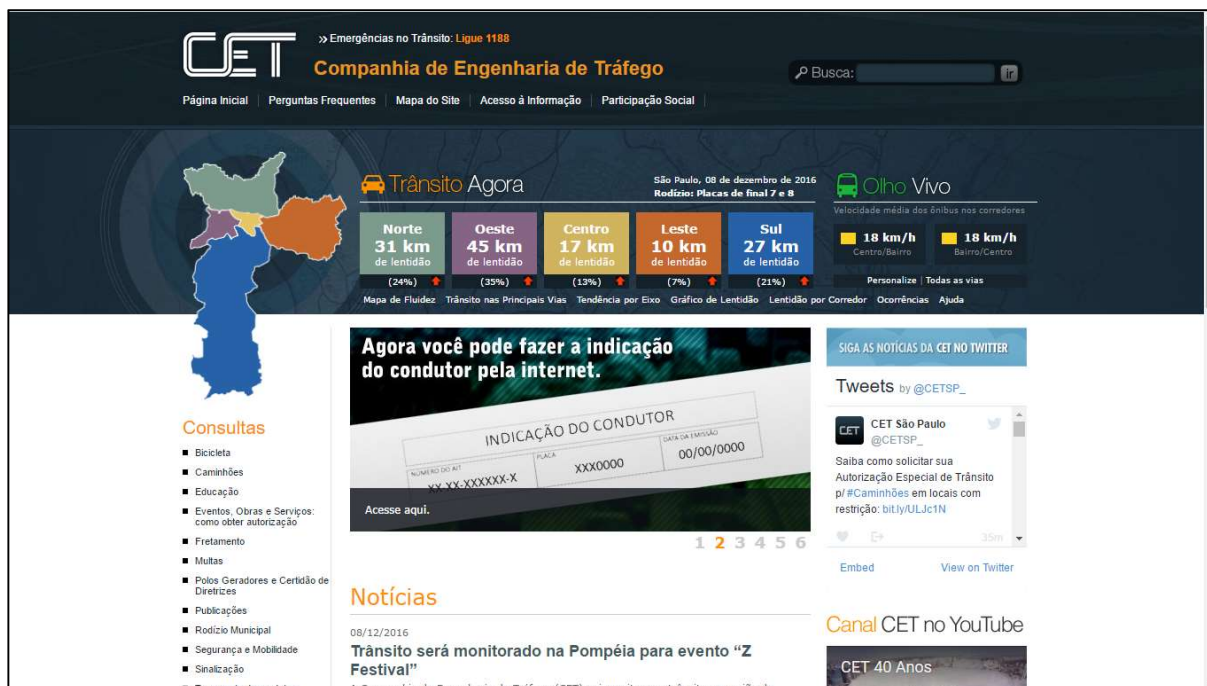 CET
>> Emergências no Trânsito: Ligue 1188
Companhia de Engenharia de Tráfego
Busca:
ir
Página Inicial | Perguntas Frequentes | Mapa do Site | Acesso à Informação | Participação Social |
Trânsito Agora
São Paulo, 08 de dezembro de 2016
Rodízio: Placas de final 7 e 8
Norte
31 km
de lentidão
(24%)
Oeste
45 km
de lentidão
(35%)
Centro
17 km
de lentidão
(13%)
Leste
10 km
de lentidão
(7%)
Sul
27 km
de lentidão
(21%)
Olho Vivo
Velocidade média dos ônibus nos corredores
18 km/h
Centro/Bairro
18 km/h
Bairro/Centro
Personalize | Todas as vias
Mapa de Fluidez Trânsito nas Principais Vias Tendência por Eixo Gráfico de Lentidão Lentidão por Corredor Ocorrências Ajuda
Consultas
Bicicleta
Caminhões
Educação
Eventos, Obras e Serviços:
como obter autorização
Fretamento
Multas
Polos Geradores e Certidão de
Diretrizes
Publicações
Rodízio Municipal
Segurança e Mobilidade
Sinalização
Agora você pode fazer a indicação
do condutor pela internet.
INDICAÇÃO DO CONDUTOR
NÚMERO DO AIT
XX-XX-XXXXXX-X
PLACA
XXX0000
DATA DA EMISSÃO
00/00/0000
Acesse aqui.
1 2 3 4 5 6
Notícias
08/12/2016
Trânsito será monitorado na Pompéia para evento “Z
Festival”
SIGA AS NOTÍCIAS DA CET NO TWITTER
Tweets by @CETSP_
CET
CET São Paulo
@CETSP_
Saiba como solicitar sua
Autorização Especial de Trânsito
p/ #Caminhões em locais com
restrição: bit.ly/ULJc1N
35m
Embed
View on Twitter
Canal CET no YouTube
CET 40 Anos